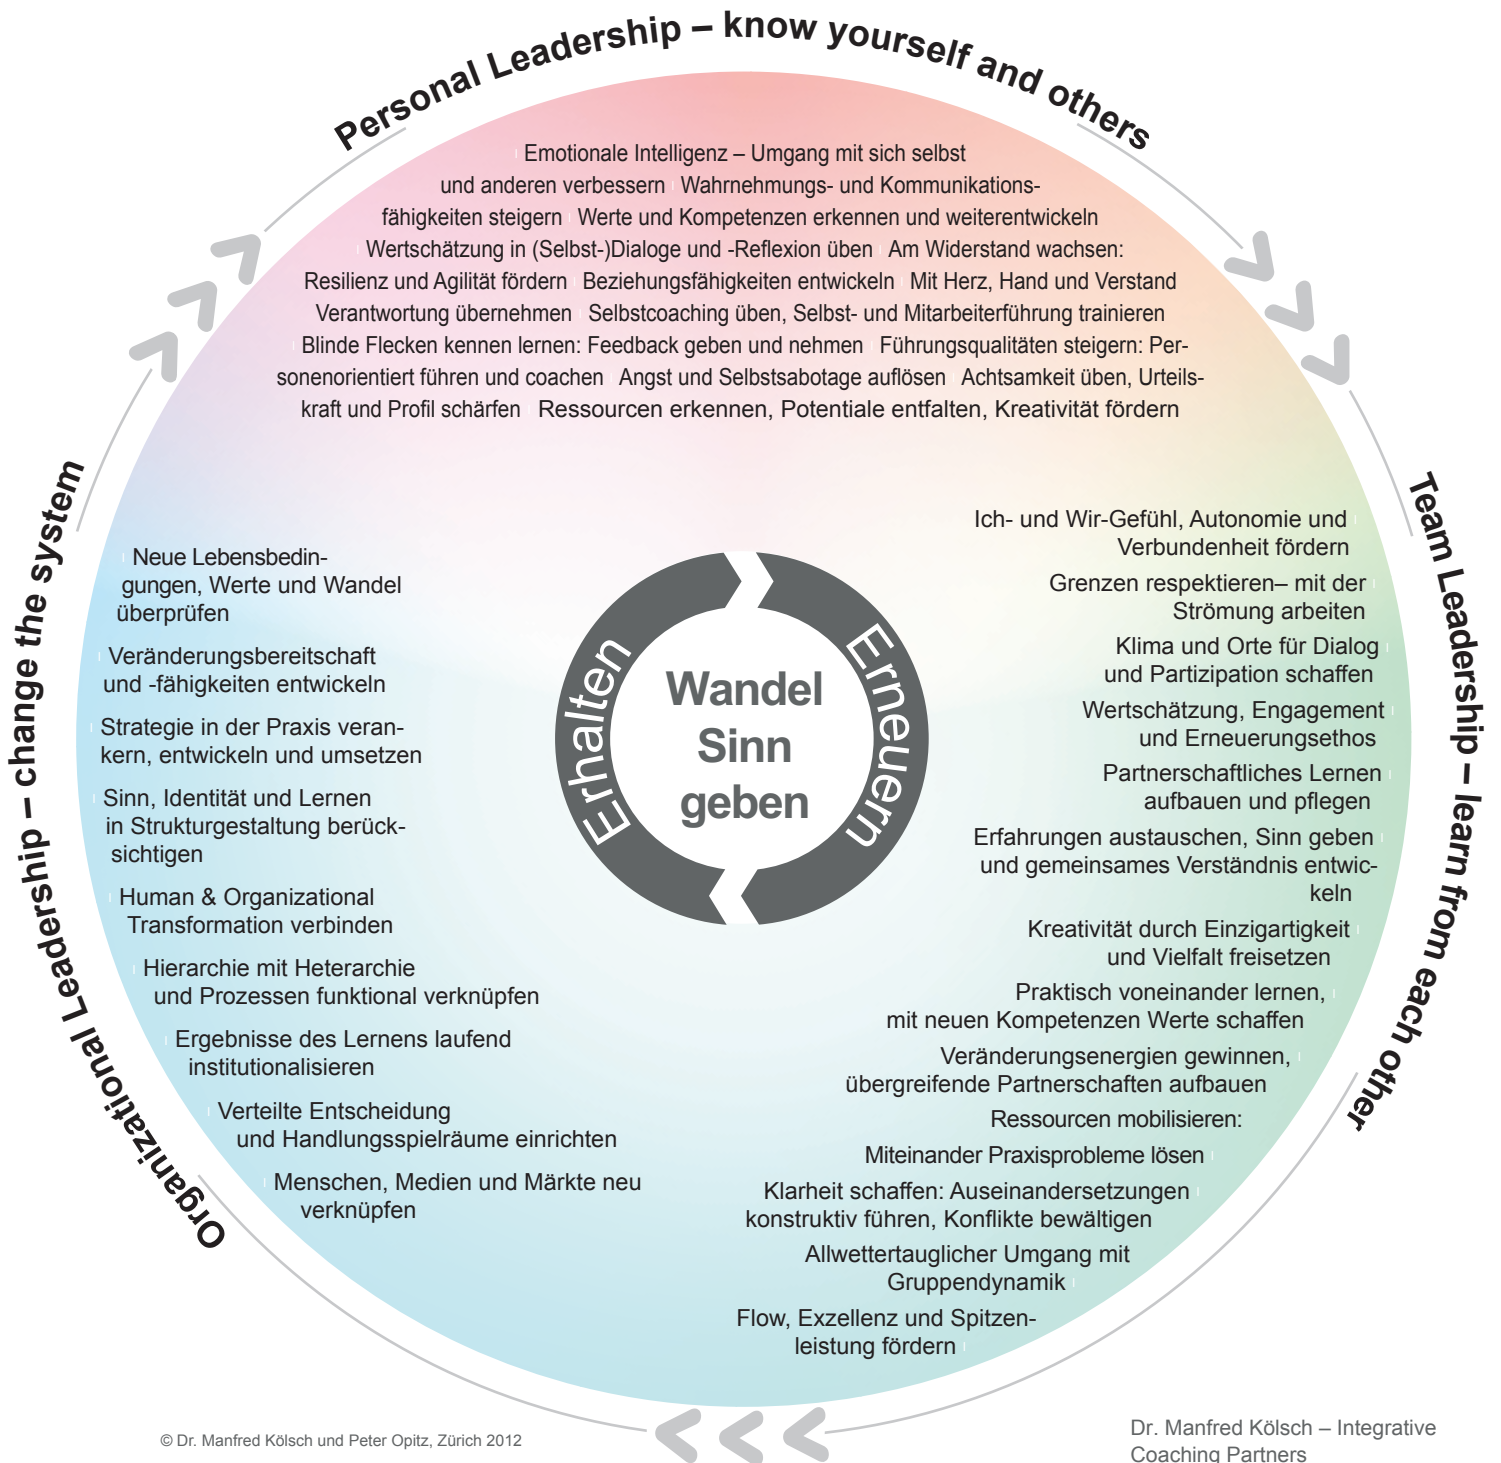 Personal Leadership – know yourself and others
Emotionale Intelligenz – Umgang mit sich selbst
und anderen verbessern Wahrnehmungs- und Kommunikations-
fähigkeiten steigern Werte und Kompetenzen erkennen und weiterentwickeln
Wertschätzung in (Selbst-)Dialoge und -Reflexion üben Am Widerstand wachsen:
Resilienz und Agilität fördern Beziehungsfähigkeiten entwickeln Mit Herz, Hand und Verstand
Verantwortung übernehmen Selbstcoaching üben, Selbst- und Mitarbeiterführung trainieren
Blinde Flecken kennen lernen: Feedback geben und nehmen Führungsqualitäten steigern: Per-
sonenorientiert führen und coachen Angst und Selbstsabotage auflösen Achtsamkeit üben, Urteils-
kraft und Profil schärfen Ressourcen erkennen, Potentiale entfalten, Kreativität fördern
Team Leadership – learn from each other
Ich- und Wir-Gefühl, Autonomie und
Verbundenheit fördern
Grenzen respektieren– mit der
Strömung arbeiten
Klima und Orte für Dialog
und Partizipation schaffen
Wertschätzung, Engagement
und Erneuerungsethos
Partnerschaftliches Lernen
aufbauen und pflegen
Erfahrungen austauschen, Sinn geben
und gemeinsames Verständnis entwic-
keln
Kreativität durch Einzigartigkeit
und Vielfalt freisetzen
Praktisch voneinander lernen,
mit neuen Kompetenzen Werte schaffen
Veränderungsenergien gewinnen,
übergreifende Partnerschaften aufbauen
Ressourcen mobilisieren:
Miteinander Praxisprobleme lösen
Klarheit schaffen: Auseinandersetzungen
konstruktiv führen, Konflikte bewältigen
Allwettertauglicher Umgang mit
Gruppendynamik
Flow, Exzellenz und Spitzen-
leistung fördern
Organizational Leadership – change the system
Neue Lebensbedin-
gungen, Werte und Wandel
überprüfen
Veränderungsbereitschaft
und -fähigkeiten entwickeln
Strategie in der Praxis veran-
kern, entwickeln und umsetzen
Sinn, Identität und Lernen
in Strukturgestaltung berück-
sichtigen
Human & Organizational
Transformation verbinden
Hierarchie mit Heterarchie
und Prozessen funktional verknüpfen
Ergebnisse des Lernens laufend
institutionalisieren
Verteilte Entscheidung
und Handlungsspielräume einrichten
Menschen, Medien und Märkte neu
verknüpfen
Erhalten
Erneuern
Wandel
Sinn
geben
© Dr. Manfred Kölsch und Peter Opitz, Zürich 2012
Dr. Manfred Kölsch – Integrative
Coaching Partners